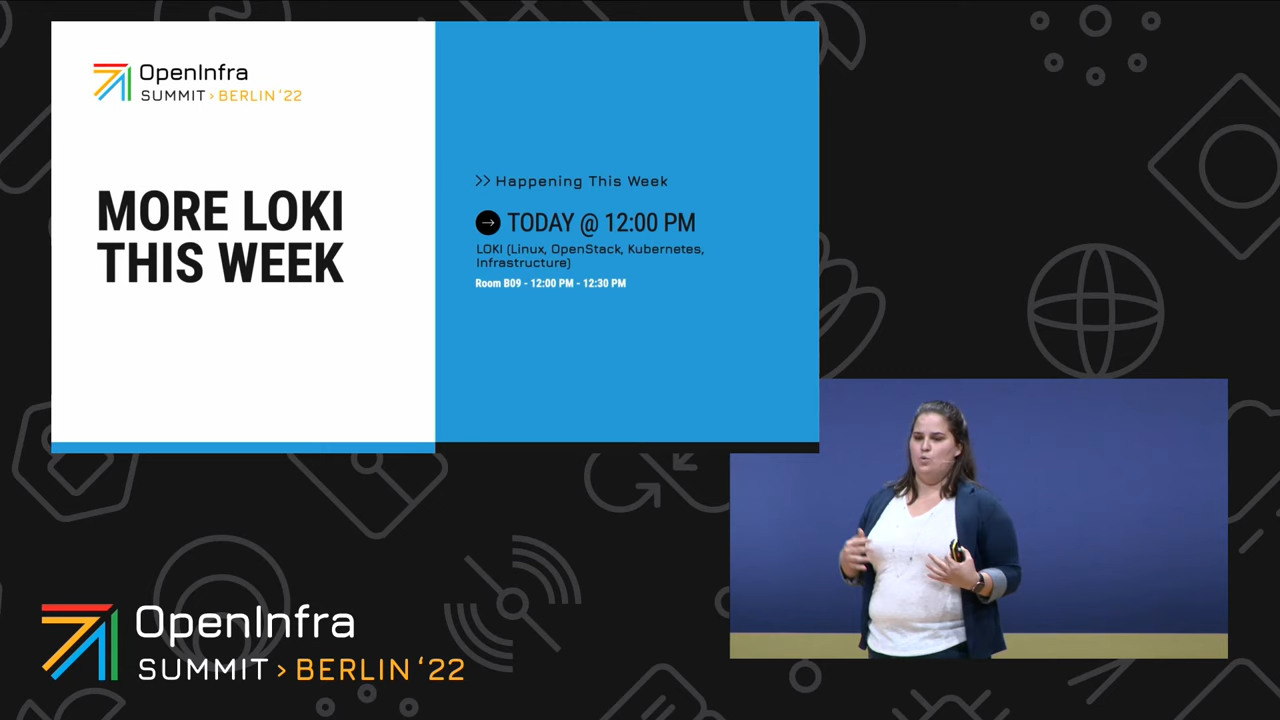 OpenInfra
SUMMIT > BERLIN '22
MORE LOKI
THIS WEEK
>> Happening This Week
→ TODAY @ 12:00 PM
LOKI (Linux, OpenStack, Kubernetes,
Infrastructure)
Room B09 - 12:00 PM - 12:30 PM
OpenInfra
SUMMIT > BERLIN '22